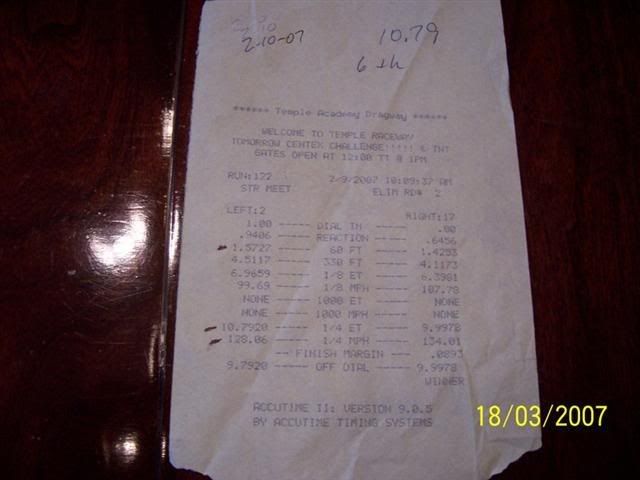 2-10-07
10.79
6 th
****** Temple Academy Dragway ******
WELCOME TO TEMPLE RACEWAY
TOMORROW CENTEX CHALLENGE!!!!! & TNT
GATES OPEN AT 12:00 TT @ 1PM
RUN:122 2/9/2007 10:09:37 AM
STR MEET ELIM RD# 2
LEFT:2 RIGHT:17
1.00 ----- DIAL IN ----- .00
.9406 ----- REACTION ----- .6456
1.5727 ----- 60 FT ----- 1.4253
4.5117 ----- 330 FT ----- 4.1173
6.9659 ----- 1/8 ET ----- 6.3981
99.69 ----- 1/8 MPH ----- 107.78
NONE ----- 1000 ET ----- NONE
NONE ----- 1000 MPH ----- NONE
10.7920 ----- 1/4 ET ----- 9.9978
128.06 ----- 1/4 MPH ----- 134.01
-- FINISH MARGIN --- .0893
9.7920 ----- OFF DIAL ----- 9.9978
WINNER
ACCUTIME II: VERSION 9.0.5
BY ACCUTIME TIMING SYSTEMS
18/03/2007